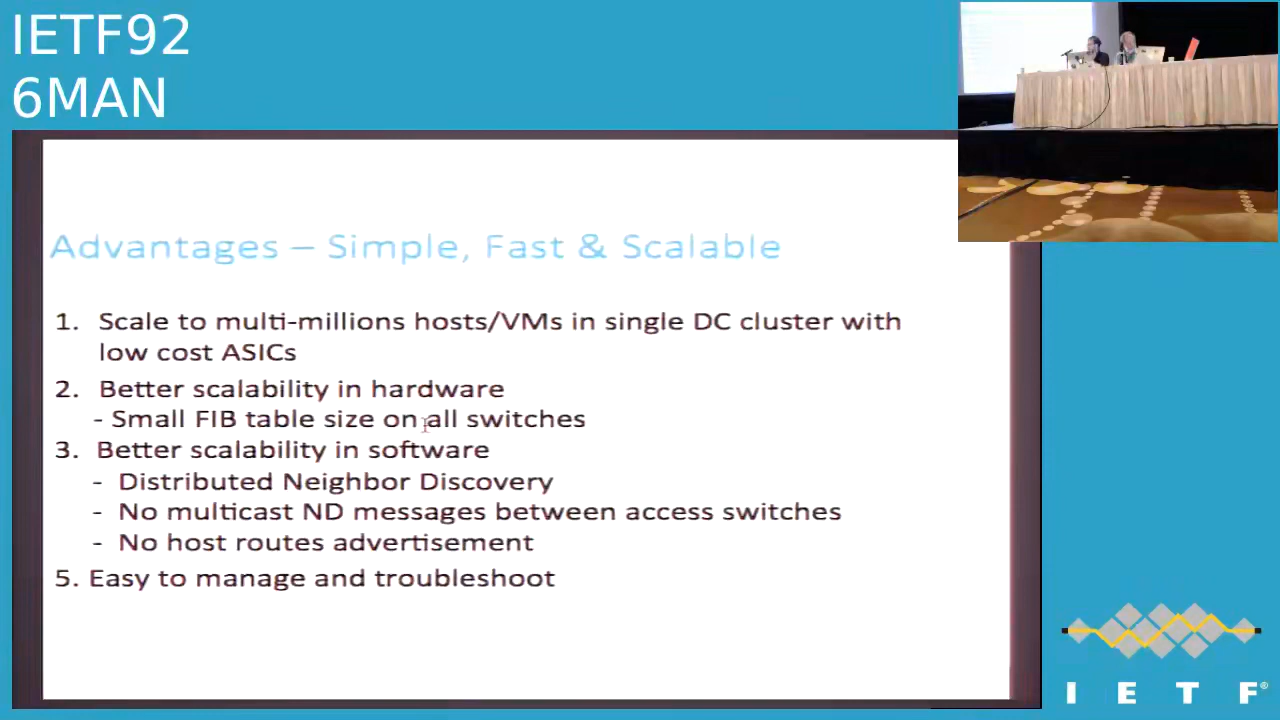 IETF92
6MAN
Advantages – Simple, Fast & Scalable
1. Scale to multi-millions hosts/VMs in single DC cluster with
low cost ASICs
2. Better scalability in hardware
- Small FIB table size on all switches
3. Better scalability in software
- Distributed Neighbor Discovery
- No multicast ND messages between access switches
- No host routes advertisement
5. Easy to manage and troubleshoot
I E T F®